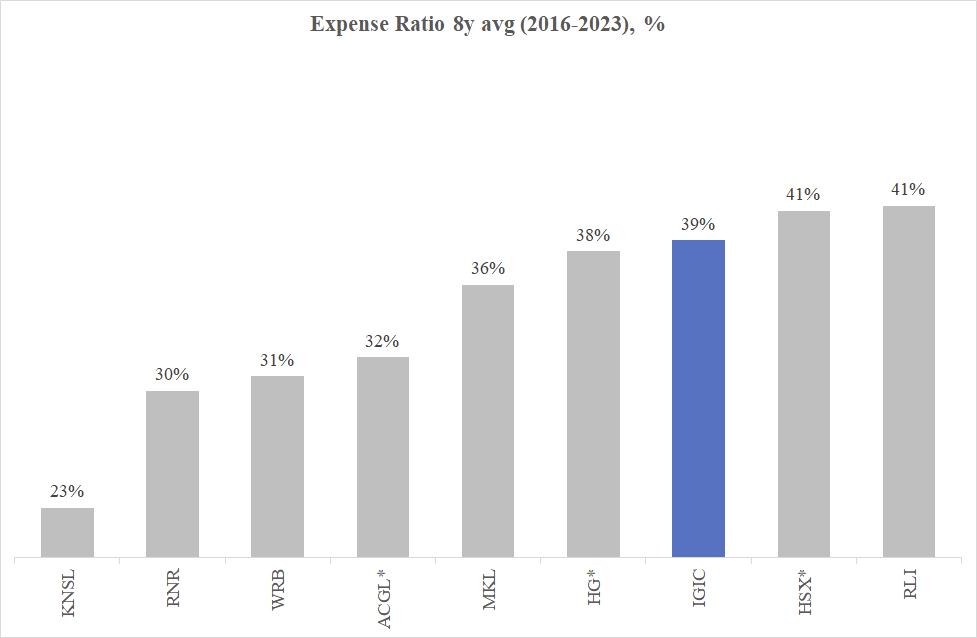 Expense Ratio 8y avg (2016-2023), %
23%
30%
31%
32%
36%
38%
39%
41%
41%
KNSL
RNR
WRB
ACGL*
MKL
HG*
IGIC
HSX*
RLI